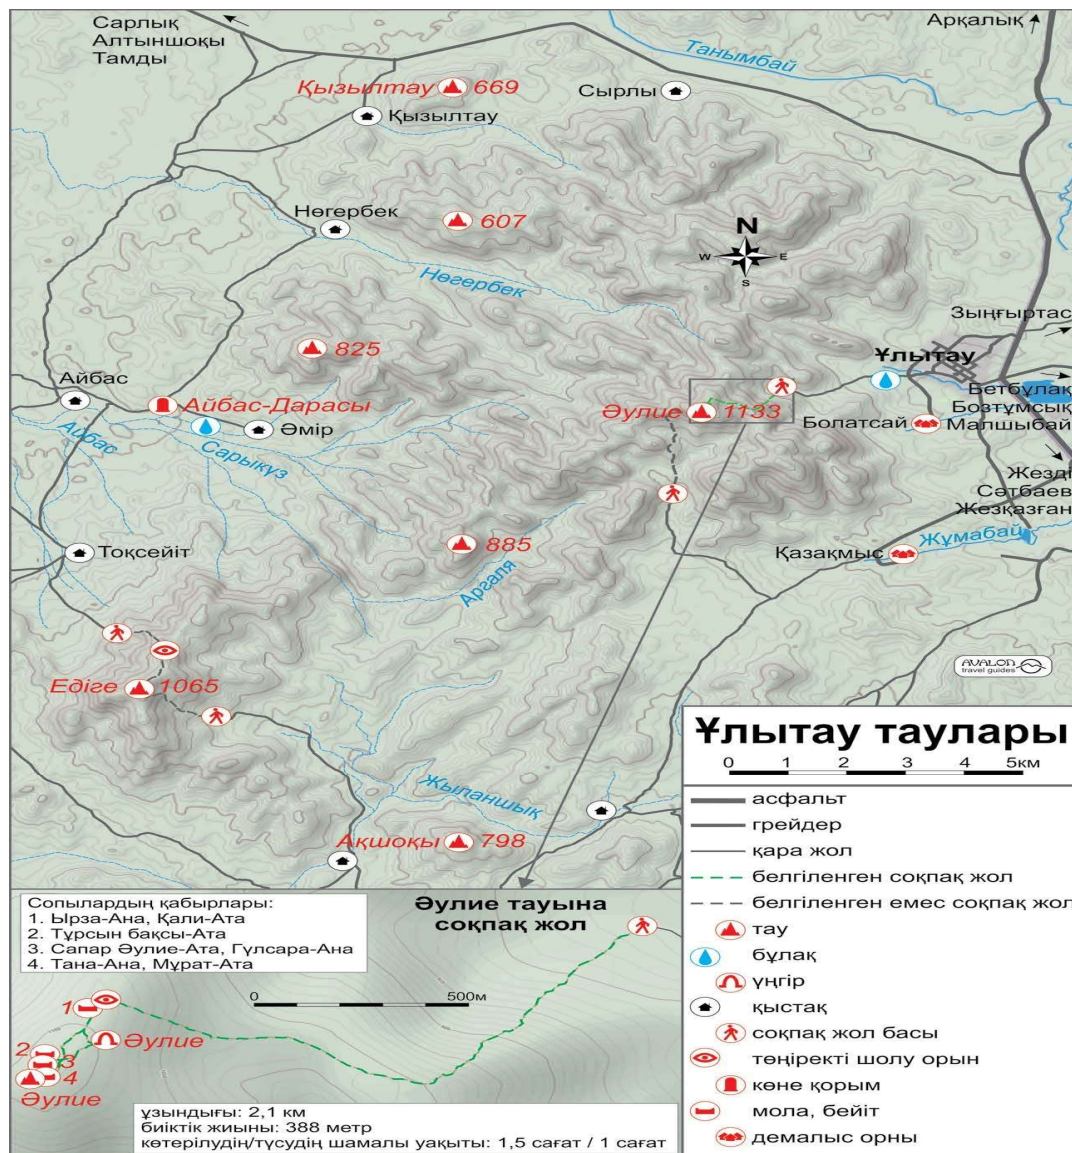 Сарлық
Алтыншоқы
Тамды
Арқалық
Танымбай
Қызылтау 669
Сырлы
Қызылтау
Нөгербек
607
N
W E
S
Нөгербек
Зыңғыртас
825
Ұлытау
Айбас
Бетбұлақ
Бозтұмсық
Малшыбай
Айбас-Дарасы
Әулие 1133
Болатсай
Әмір
Айбас
Сарыкүз
Жезді
Сәтбаев
Жезқазған
Тоқсейіт
885
Қазақмыс
Жұмабай
Аргаля
AVALON
travel guides
Едіге 1065
Ұлытау таулары
0 1 2 3 4 5км
Жыланшық
Ақшоқы 798
асфальт
грейдер
қара жол
белгіленген соқпақ жол
белгіленген емес соқпақ жол
тау
бұлақ
үңгір
қыстақ
соқпақ жол басы
төңіректі шолу орын
көне қорым
мола, бейіт
демалыс орны
Сопылардың қабырлары:
1. Ырза-Ана, Қали-Ата
2. Тұрсын бақсы-Ата
3. Сапар Әулие-Ата, Гүлсара-Ана
4. Тана-Ана, Мұрат-Ата
Әулие тауына
соқпақ жол
0 500м
1
Әулие
2
3
4
Әулие
ұзындығы: 2,1 км
биіктік жиыны: 388 метр
көтерілудің/түсудің шамалы уақыты: 1,5 сағат / 1 сағат